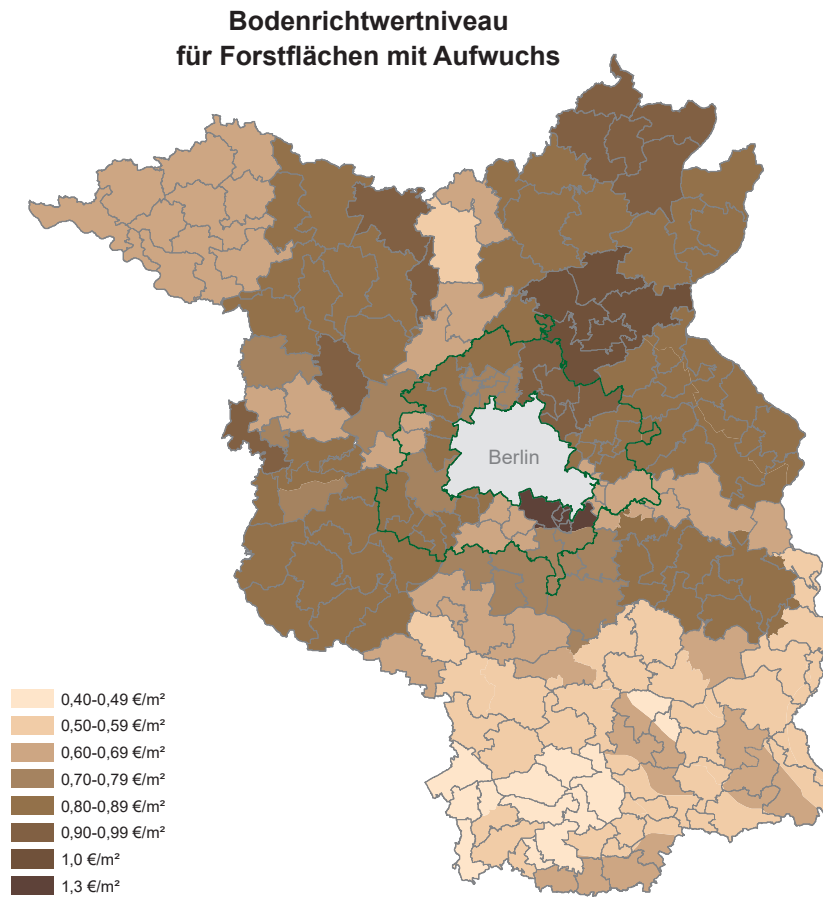 Bodenrichtwertniveau
für Forstflächen mit Aufwuchs
Berlin
0,40-0,49 €/m²
0,50-0,59 €/m²
0,60-0,69 €/m²
0,70-0,79 €/m²
0,80-0,89 €/m²
0,90-0,99 €/m²
1,0 €/m²
1,3 €/m²